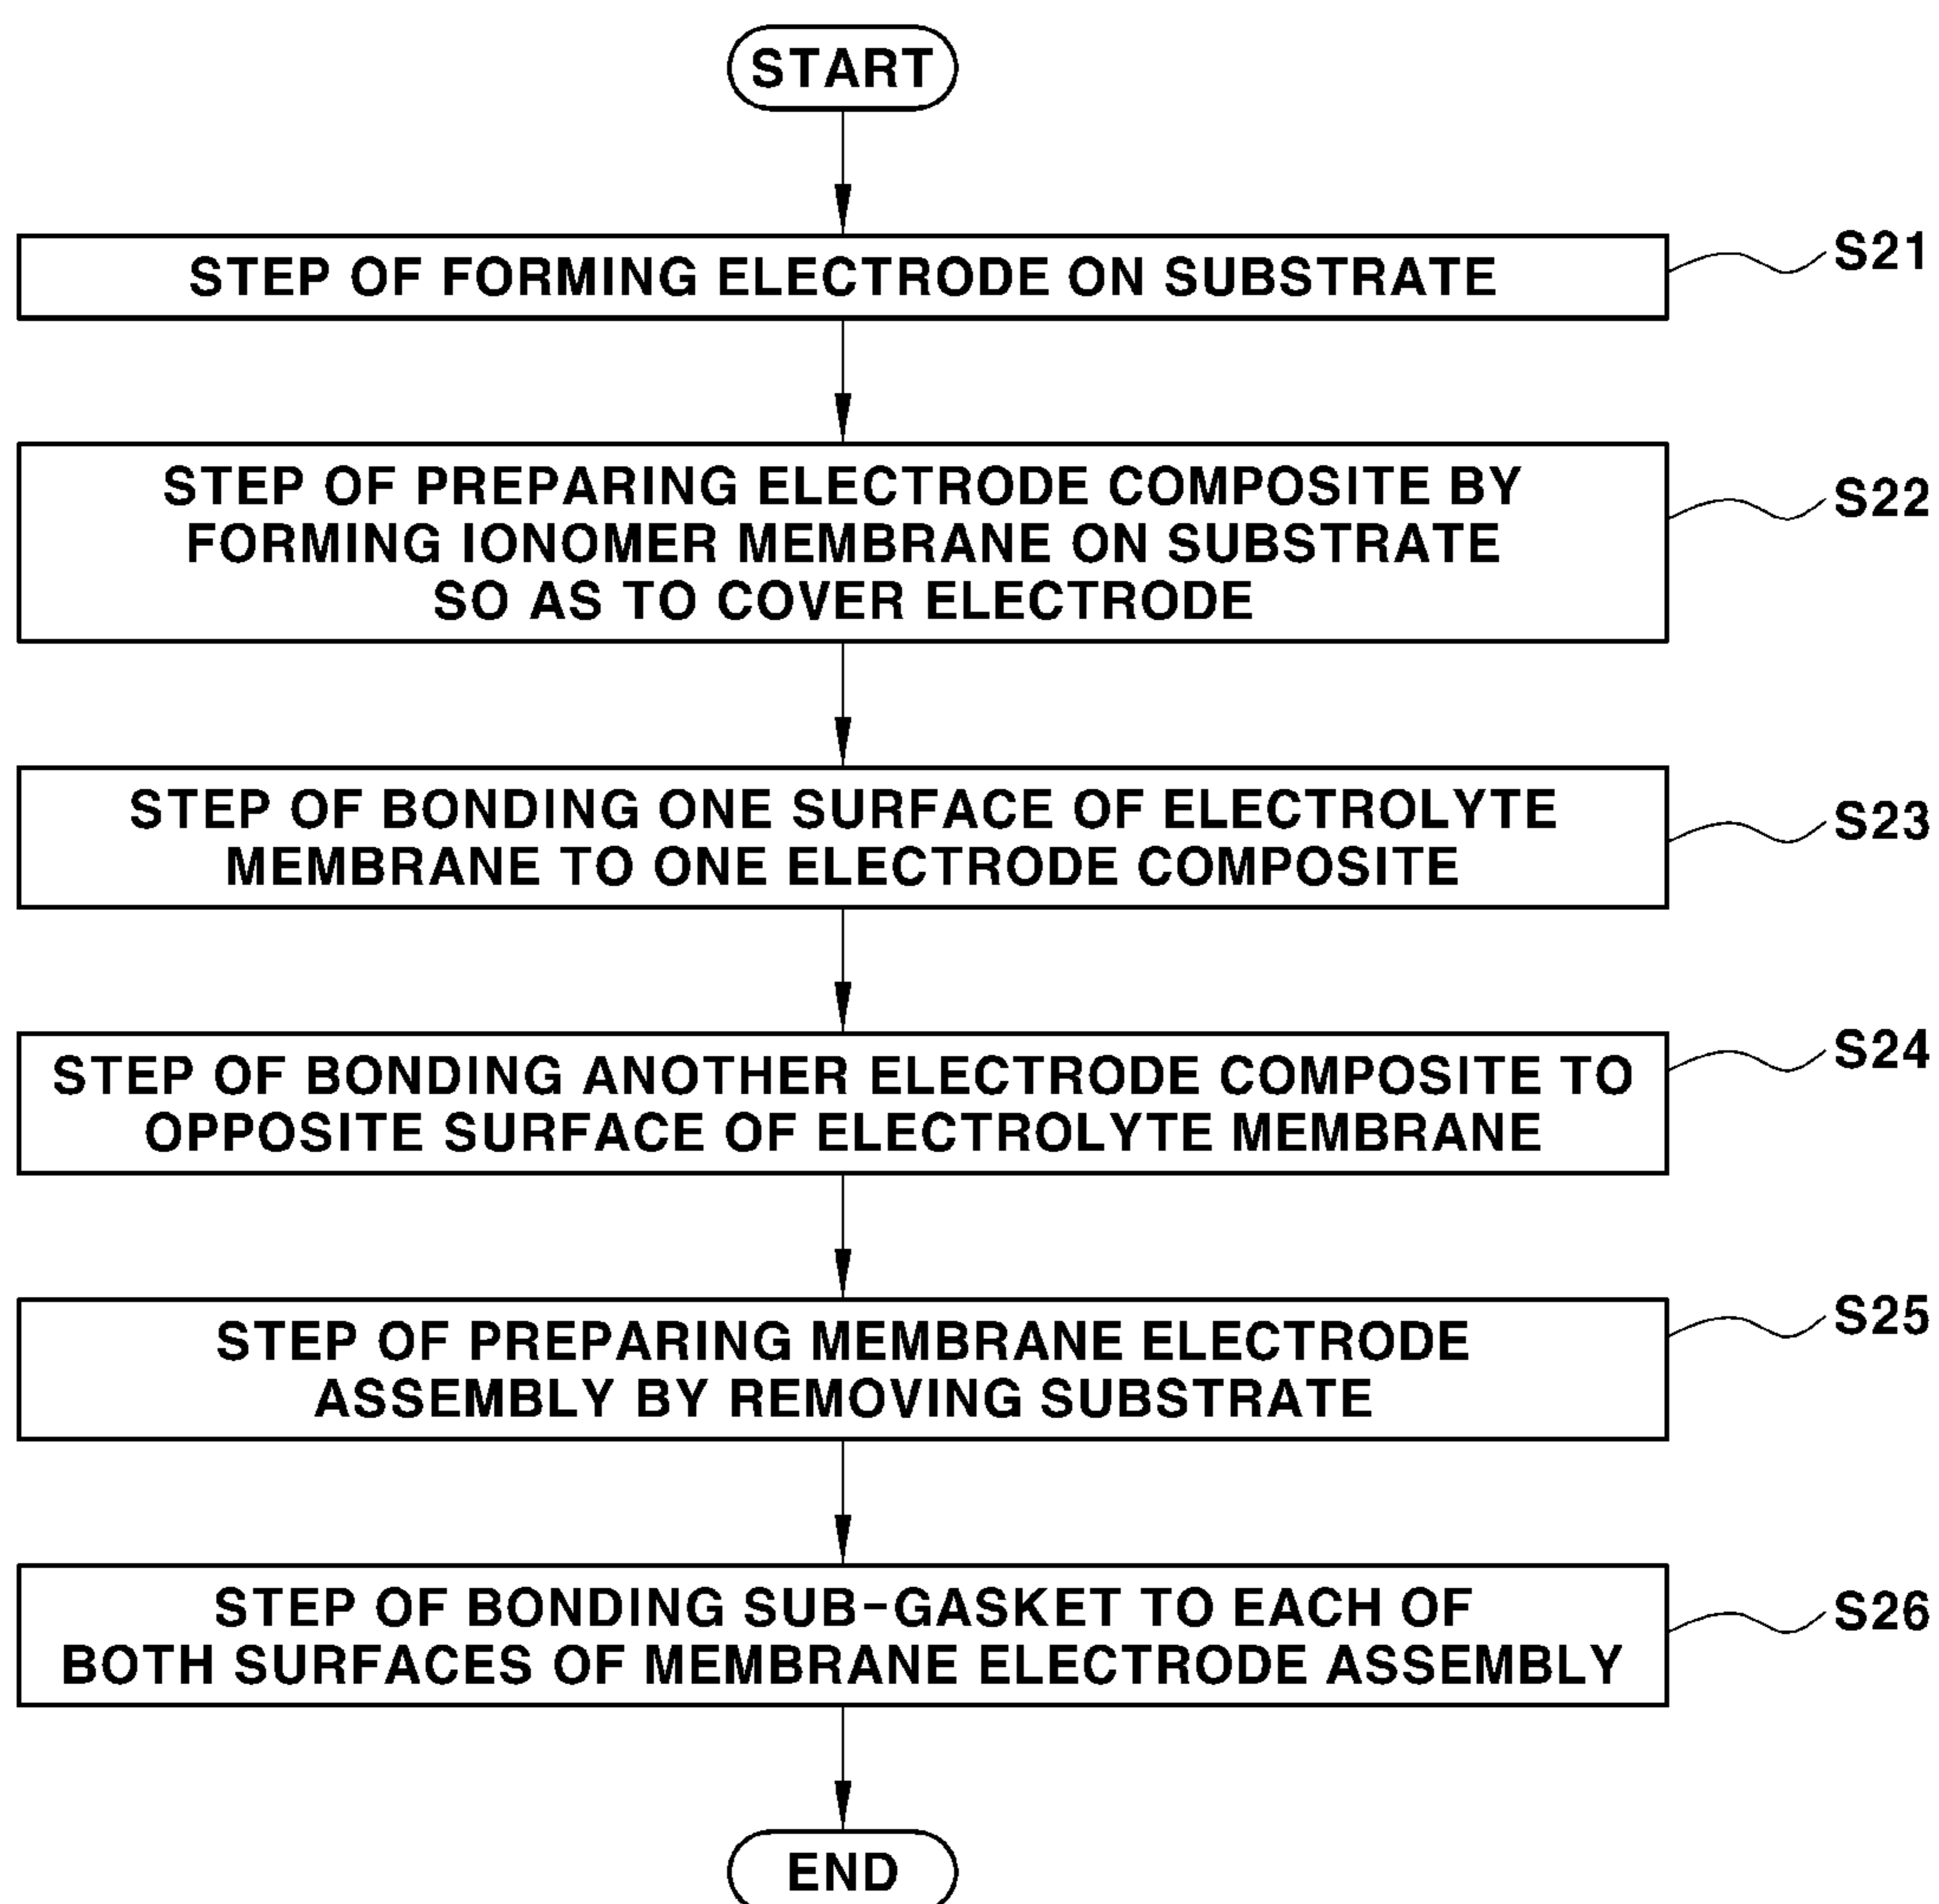 START
STEP OF FORMING ELECTRODE ON SUBSTRATE
S21
STEP OF PREPARING ELECTRODE COMPOSITE BY
FORMING IONOMER MEMBRANE ON SUBSTRATE
SO AS TO COVER ELECTRODE
S22
STEP OF BONDING ONE SURFACE OF ELECTROLYTE
MEMBRANE TO ONE ELECTRODE COMPOSITE
S23
STEP OF BONDING ANOTHER ELECTRODE COMPOSITE TO
OPPOSITE SURFACE OF ELECTROLYTE MEMBRANE
S24
STEP OF PREPARING MEMBRANE ELECTRODE
ASSEMBLY BY REMOVING SUBSTRATE
S25
STEP OF BONDING SUB-GASKET TO EACH OF
BOTH SURFACES OF MEMBRANE ELECTRODE ASSEMBLY
S26
END